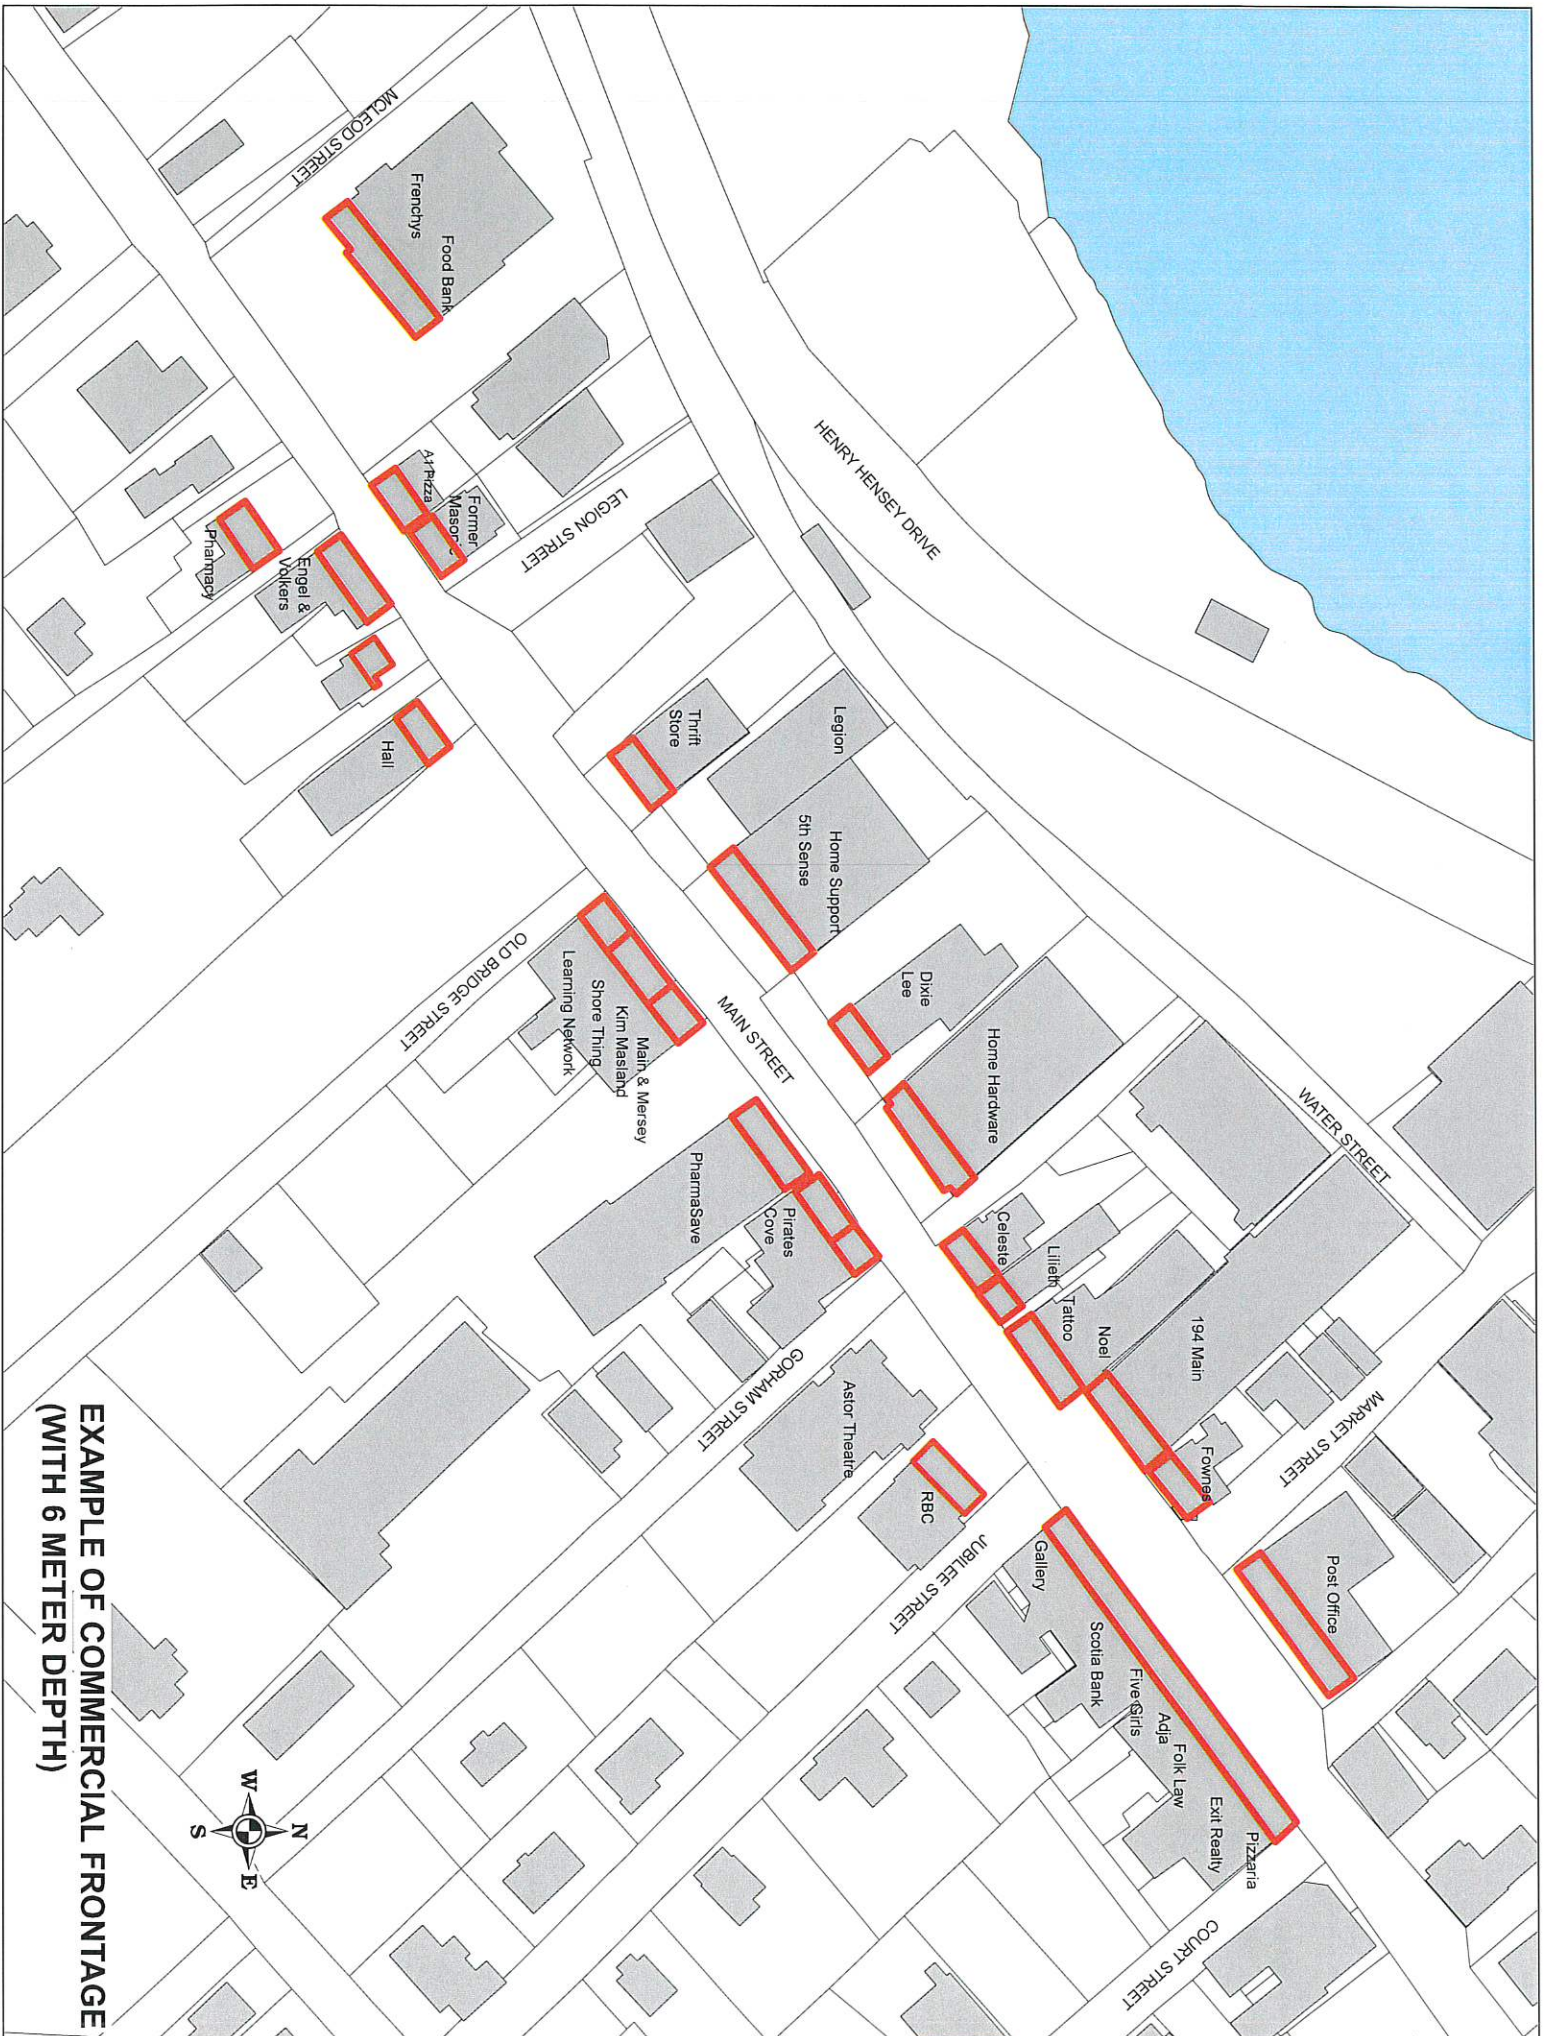 MCLEOD STREET
Frenchys
Food Bank
HENRY HENSEY DRIVE
A1 Pizza
Former
Masonic
LEGION STREET
Pharmacy
Engel &
Volkers
Hall
Thrift
Store
Legion
Home Support
5th Sense
OLD BRIDGE STREET
Learning Network
Shore Thing
Kim Masland
Main & Mersey
MAIN STREET
Dixie
Lee
Home Hardware
WATER STREET
PharmaSave
Pirates
Cove
Celeste
Lilieth
Tattoo
Noel
194 Main
Fownes
MARKET STREET
GORHAM STREET
Astor Theatre
RBC
JUBILEE STREET
Post Office
Gallery
Scotia Bank
Five Girls
Adja
Folk Law
Exit Realty
Pizzaria
COURT STREET
N
W
E
S
EXAMPLE OF COMMERCIAL FRONTAGE
(WITH 6 METER DEPTH)